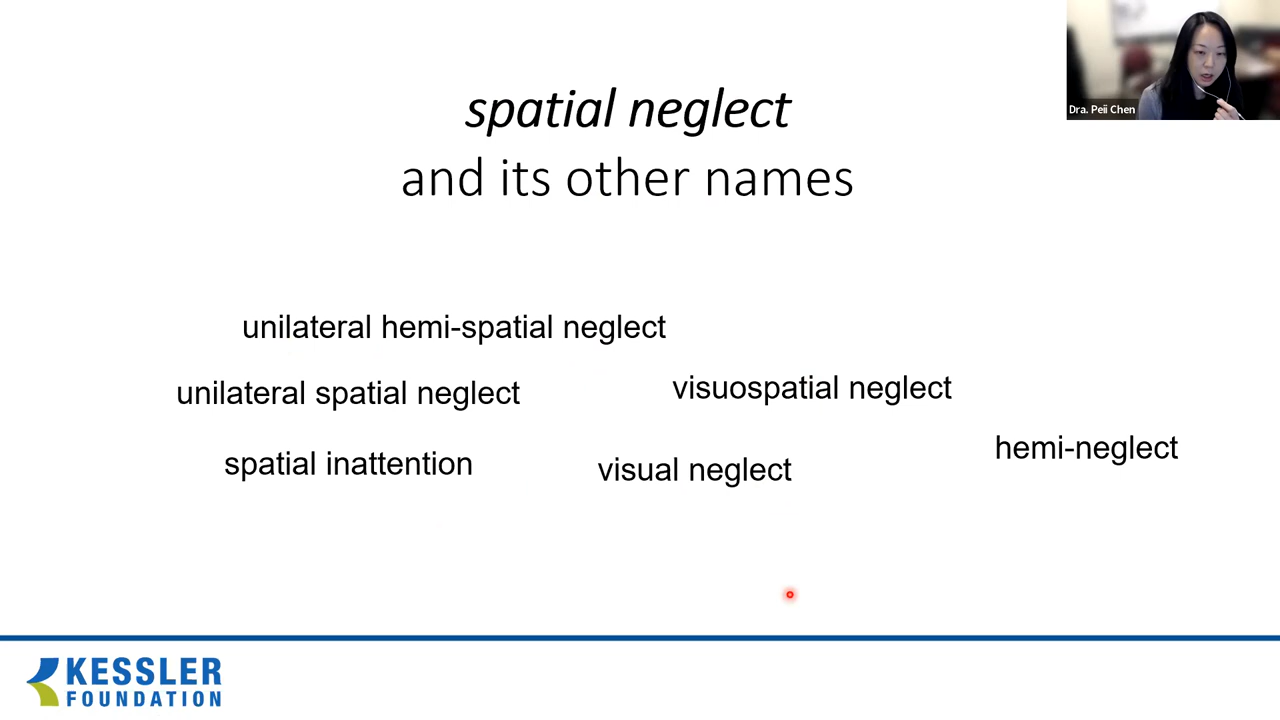 Dra. Peii Chen
spatial neglect
and its other names
unilateral hemi-spatial neglect
unilateral spatial neglect
visuospatial neglect
spatial inattention
visual neglect
hemi-neglect
KESSLER
FOUNDATION